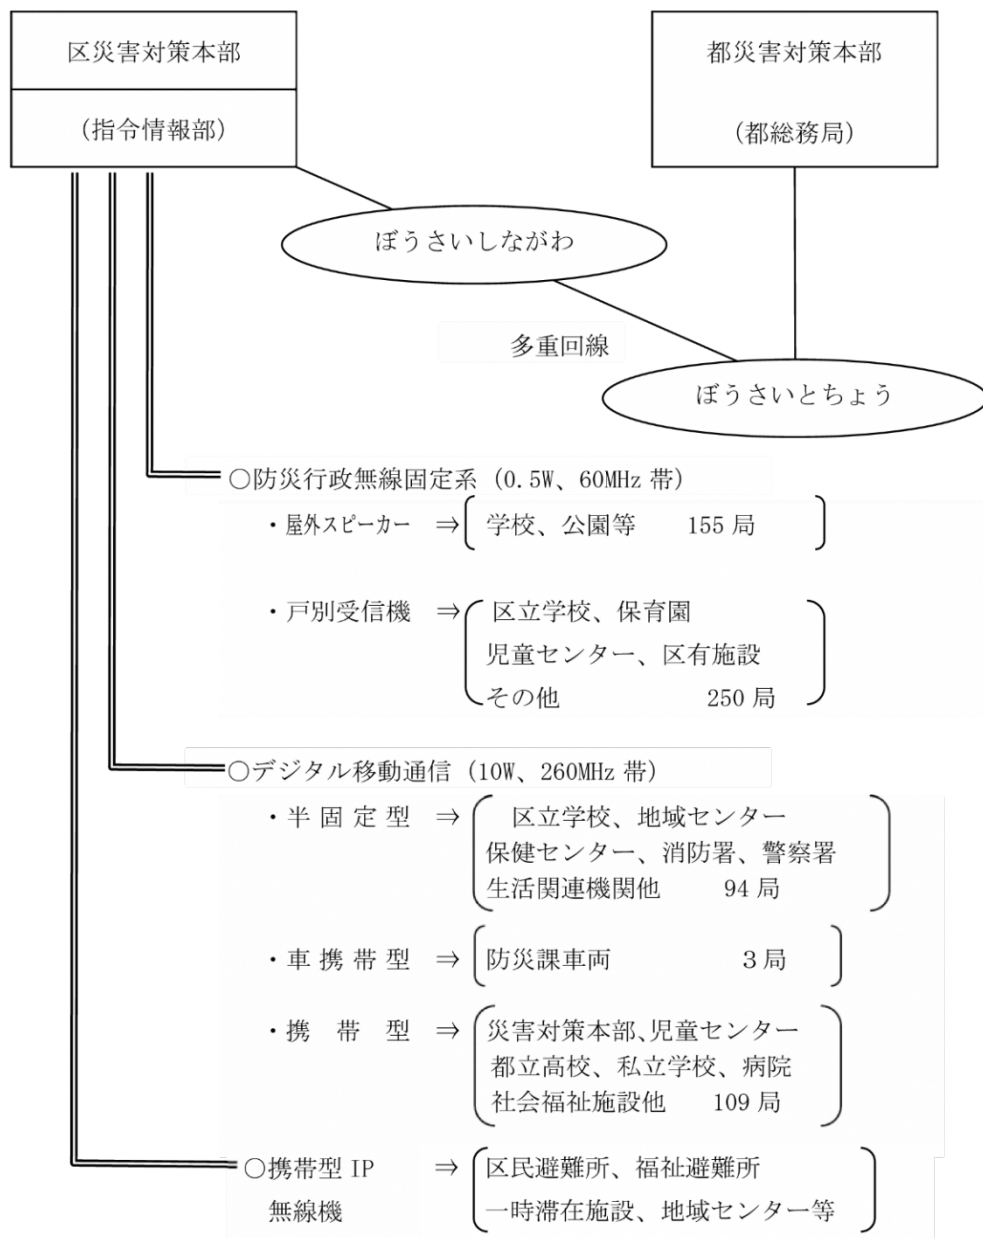 区災害対策本部
(指令情報部)
都災害対策本部
(都総務局)
ぼうさいしながわ
多重回線
ぼうさいとちょう
○防災行政無線固定系(0.5W、60MHz 帯)
・屋外スピーカー ⇒ 学校、公園等 155 局
・戸別受信機 ⇒ 区立学校、保育園
児童センター、区有施設
その他 250 局
○デジタル移動通信(10W、260MHz 帯)
・半固定型 ⇒ 区立学校、地域センター
保健センター、消防署、警察署
生活関連機関他 94 局
・車携帯型 ⇒ 防災課車両 3局
・携帯型 ⇒ 災害対策本部、児童センター
都立高校、私立学校、病院
社会福祉施設他 109 局
○携帯型 IP ⇒ 区民避難所、福祉避難所
無線機 一時滞在施設、地域センター等